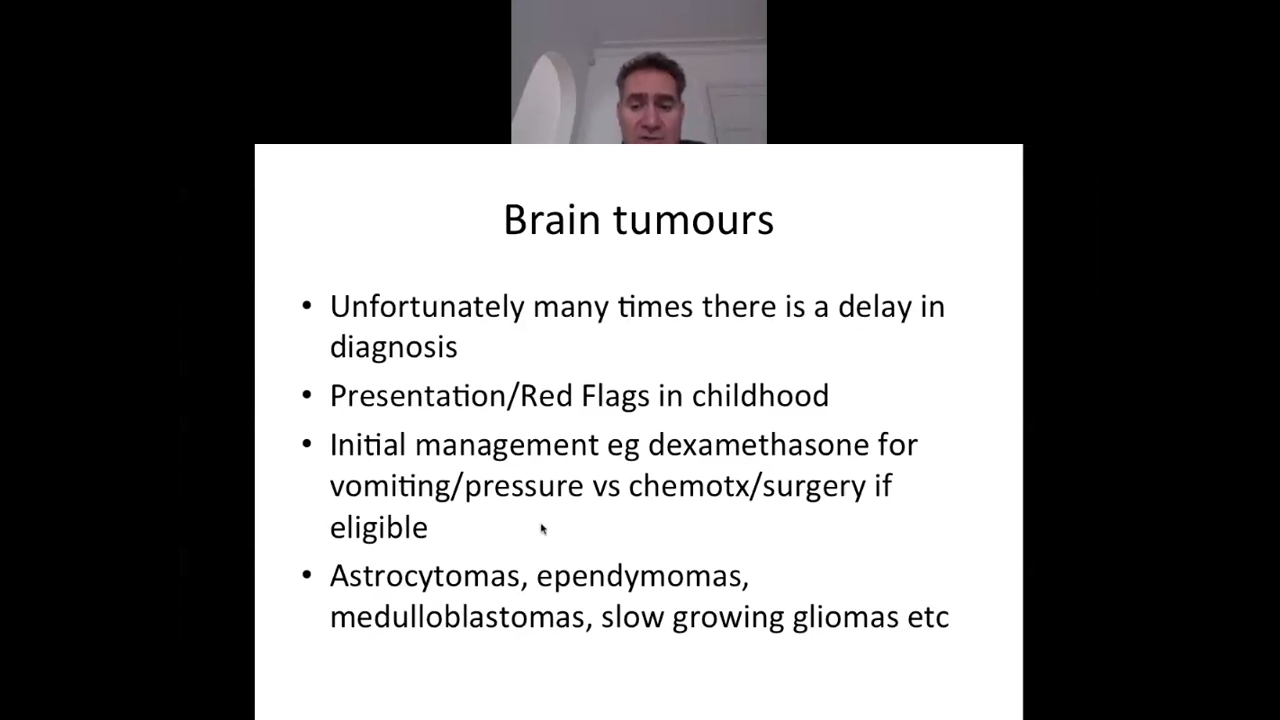 Brain tumours
• Unfortunately many times there is a delay in
diagnosis
• Presentation/Red Flags in childhood
• Initial management eg dexamethasone for
vomiting/pressure vs chemotx/surgery if
eligible
• Astrocytomas, ependymomas,
medulloblastomas, slow growing gliomas etc